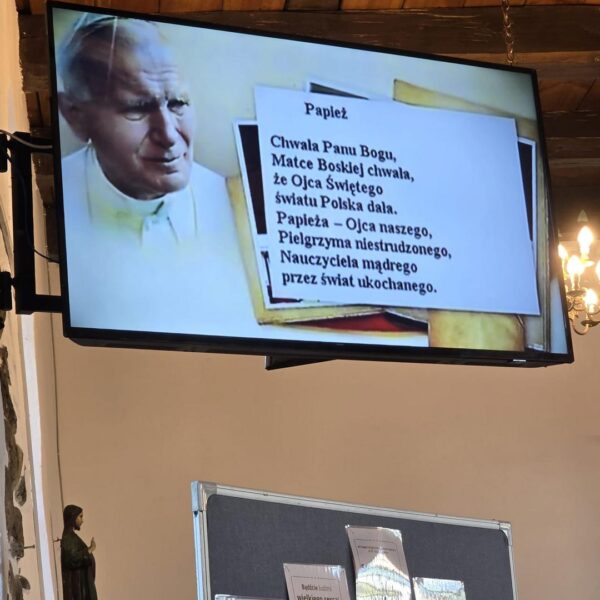 Papież
Chwała Panu Bogu,
Matce Boskiej chwała,
że Ojca Świętego
światu Polska dała.
Papieża – Ojca naszego,
Pielgrzyma niestrudzonego,
Nauczyciela mądrego
przez świat ukochanego.
Bądźcie